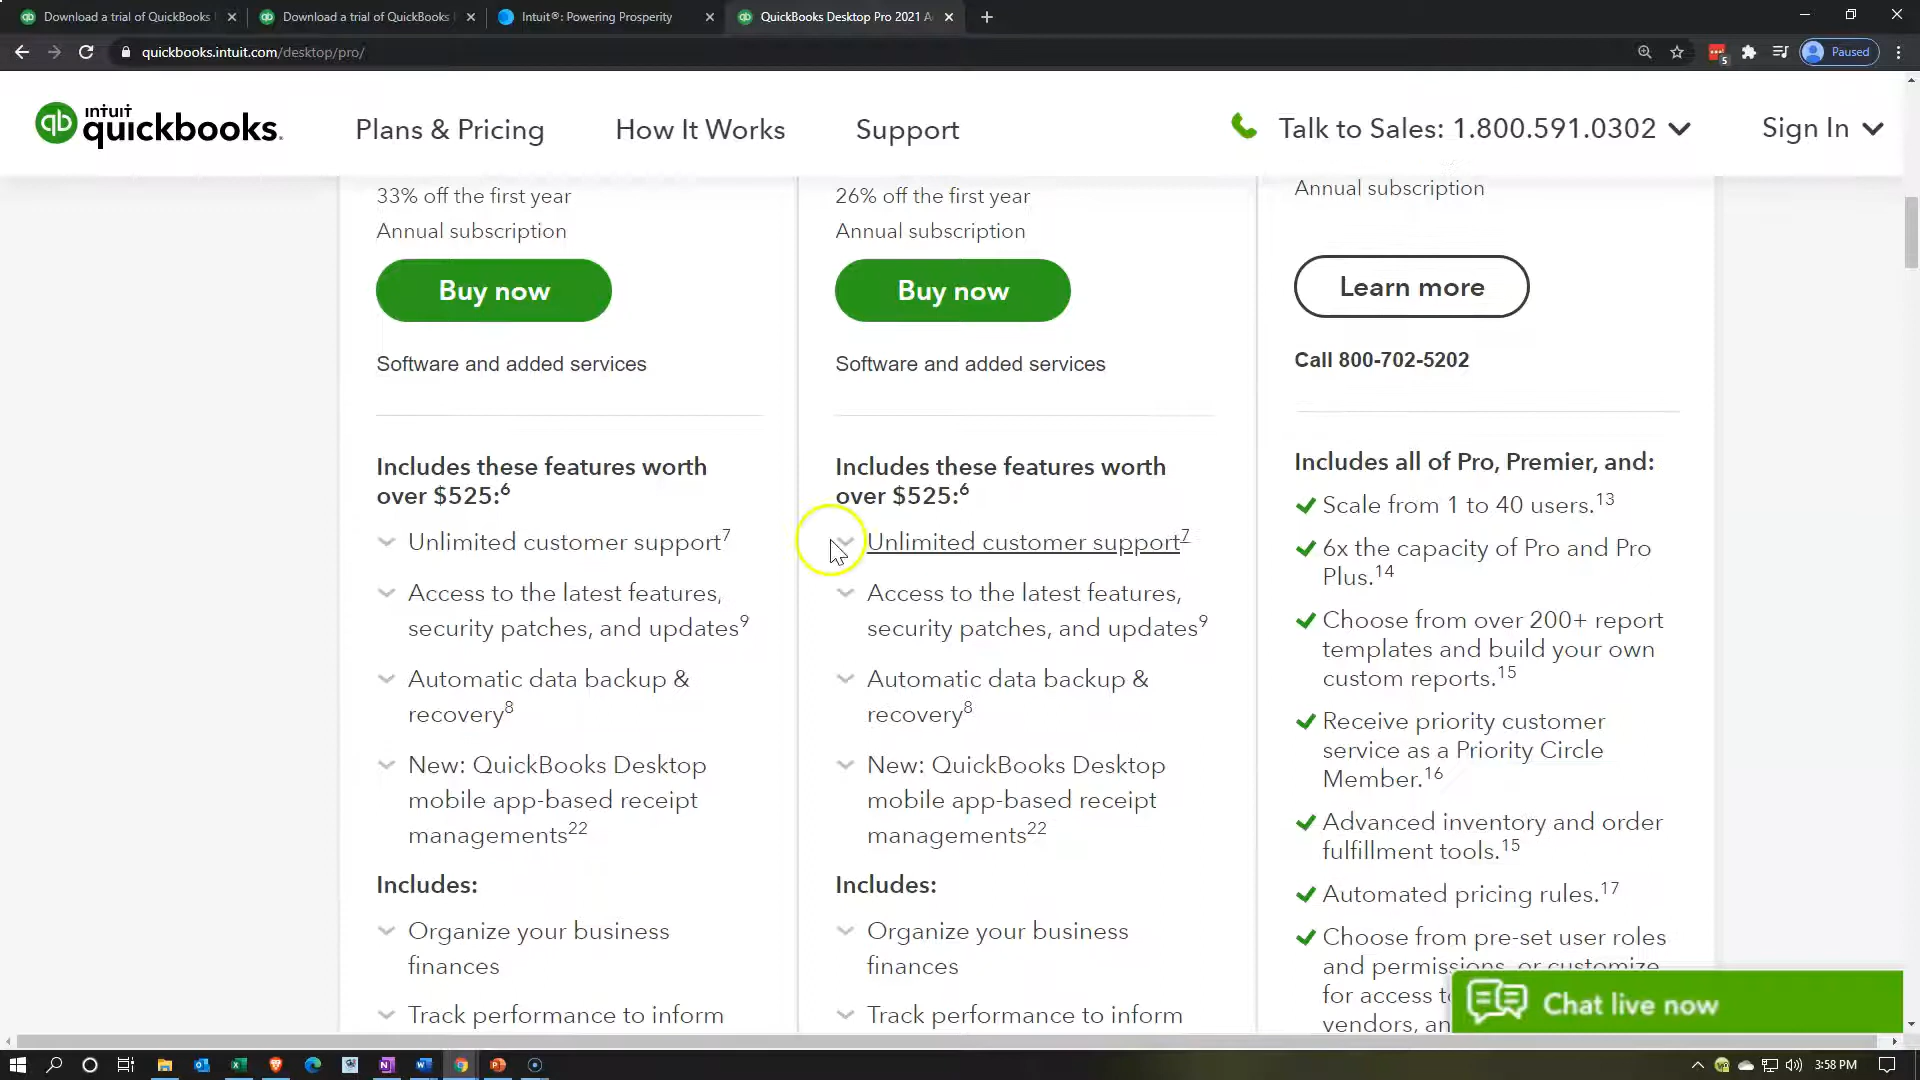 Download a trial of QuickBooks
Download a trial of QuickBooks
Intuit®: Powering Prosperity
QuickBooks Desktop Pro 2021 A
quickbooks.intuit.com/desktop/pro/
5
Paused
intuit
quickbooks.
Plans & Pricing
How It Works
Support
Talk to Sales: 1.800.591.0302
Sign In
33% off the first year
Annual subscription
Buy now
Software and added services
Includes these features worth
over $525:6
Unlimited customer support7
Access to the latest features,
security patches, and updates9
Automatic data backup &
recovery8
New: QuickBooks Desktop
mobile app-based receipt
managements22
Includes:
Organize your business
finances
Track performance to inform
26% off the first year
Annual subscription
Buy now
Software and added services
Includes these features worth
over $525:6
Unlimited customer support7
Access to the latest features,
security patches, and updates9
Automatic data backup &
recovery8
New: QuickBooks Desktop
mobile app-based receipt
managements22
Includes:
Organize your business
finances
Track performance to inform
Annual subscription
Learn more
Call 800-702-5202
Includes all of Pro, Premier, and:
Scale from 1 to 40 users.13
6x the capacity of Pro and Pro
Plus.14
Choose from over 200+ report
templates and build your own
custom reports.15
Receive priority customer
service as a Priority Circle
Member.16
Advanced inventory and order
fulfillment tools.15
Automated pricing rules.17
Choose from pre-set user roles
and permissions, or customize
for access t
vendors, an
Chat live now
3:58 PM